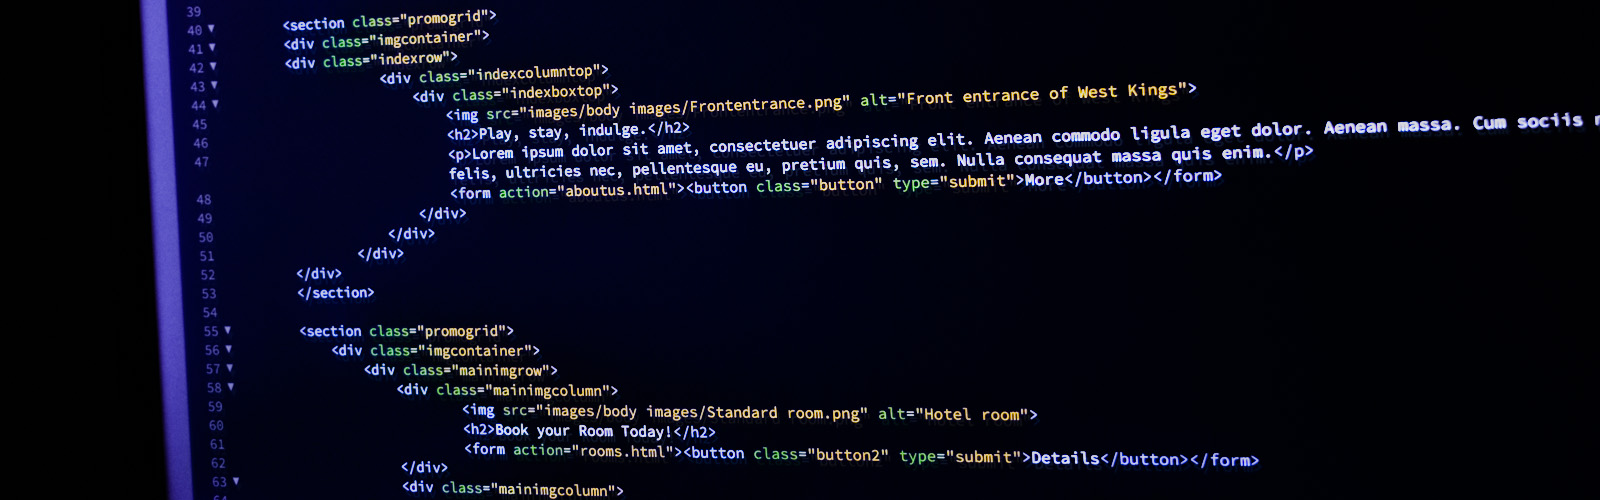 39
40 <section class="promogrid">
41 <div class="imgcontainer">
42 <div class="indexrow">
43 <div class="indexcolumntop">
44 <div class="indexboxtop">
45 <img src="images/body images/Frontentrance.png" alt="Front entrance of West Kings">
46 <h2>Play, stay, indulge.</h2>
47 <p>Lorem ipsum dolor sit amet, consectetuer adipiscing elit. Aenean commodo ligula eget dolor. Aenean massa. Cum sociis
felis, ultricies nec, pellentesque eu, pretium quis, sem. Nulla consequat massa quis enim.</p>
48 <form action="aboutus.html"><button class="button" type="submit">More</button></form>
49 </div>
50 </div>
51 </div>
52 </div>
53 </section>
54
55 <section class="promogrid">
56 <div class="imgcontainer">
57 <div class="mainimgrow">
58 <div class="mainimgcolumn">
59 <img src="images/body images/Standard room.png" alt="Hotel room">
60 <h2>Book your Room Today!</h2>
61 <form action="rooms.html"><button class="button2" type="submit">Details</button></form>
62 </div>
63 <div class="mainimgcolumn">